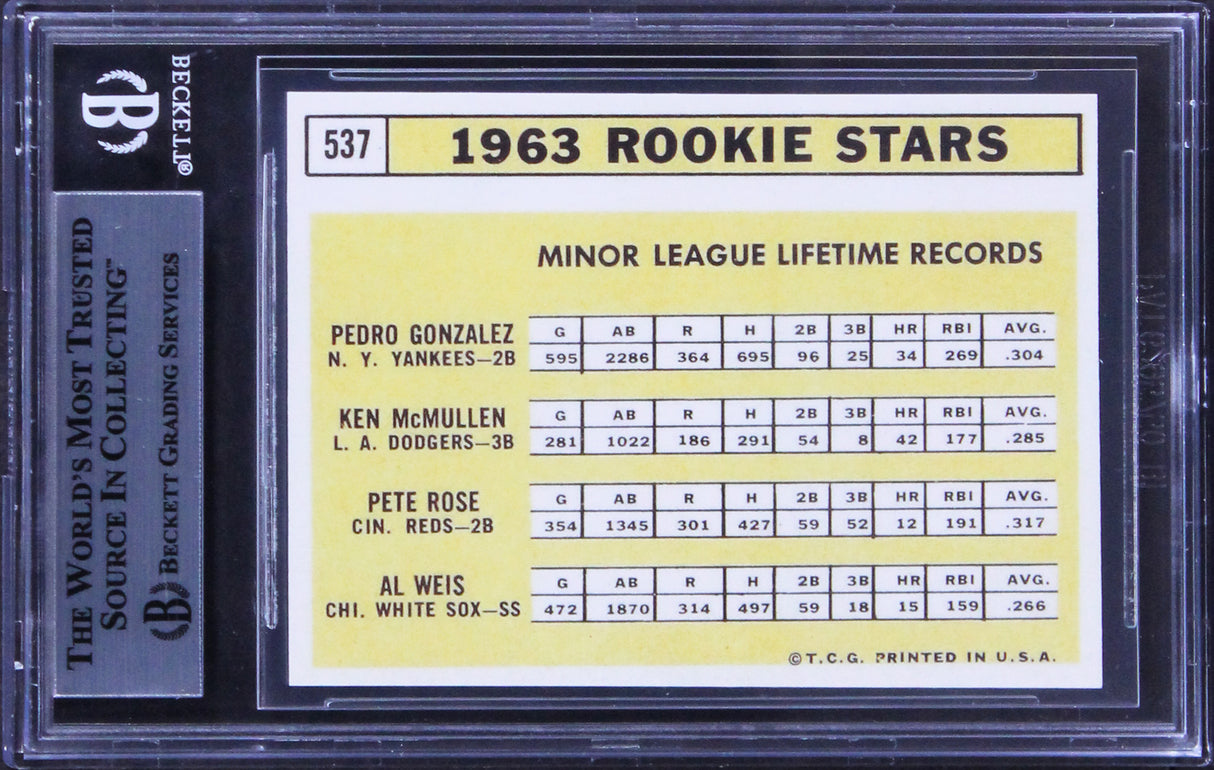 BECKETT®
B
THE WORLD'S MOST TRUSTED
SOURCE IN COLLECTING™
B BECKETT GRADING SERVICES
537 1963 ROOKIE STARS
MINOR LEAGUE LIFETIME RECORDS
PEDRO GONZALEZ G AB R H 2B 3B HR RBI AVG.
N. Y. YANKEES—2B 595 2286 364 695 96 25 34 269 .304
KEN McMULLEN G AB R H 2B 3B HR RBI AVG.
L. A. DODGERS—3B 281 1022 186 291 54 8 42 177 .285
PETE ROSE G AB R H 2B 3B HR RBI AVG.
CIN. REDS—2B 354 1345 301 427 59 52 12 191 .317
AL WEIS G AB R H 2B 3B HR RBI AVG.
CHI. WHITE SOX—SS 472 1870 314 497 59 18 15 159 .266
©T.C.G. PRINTED IN U.S.A.